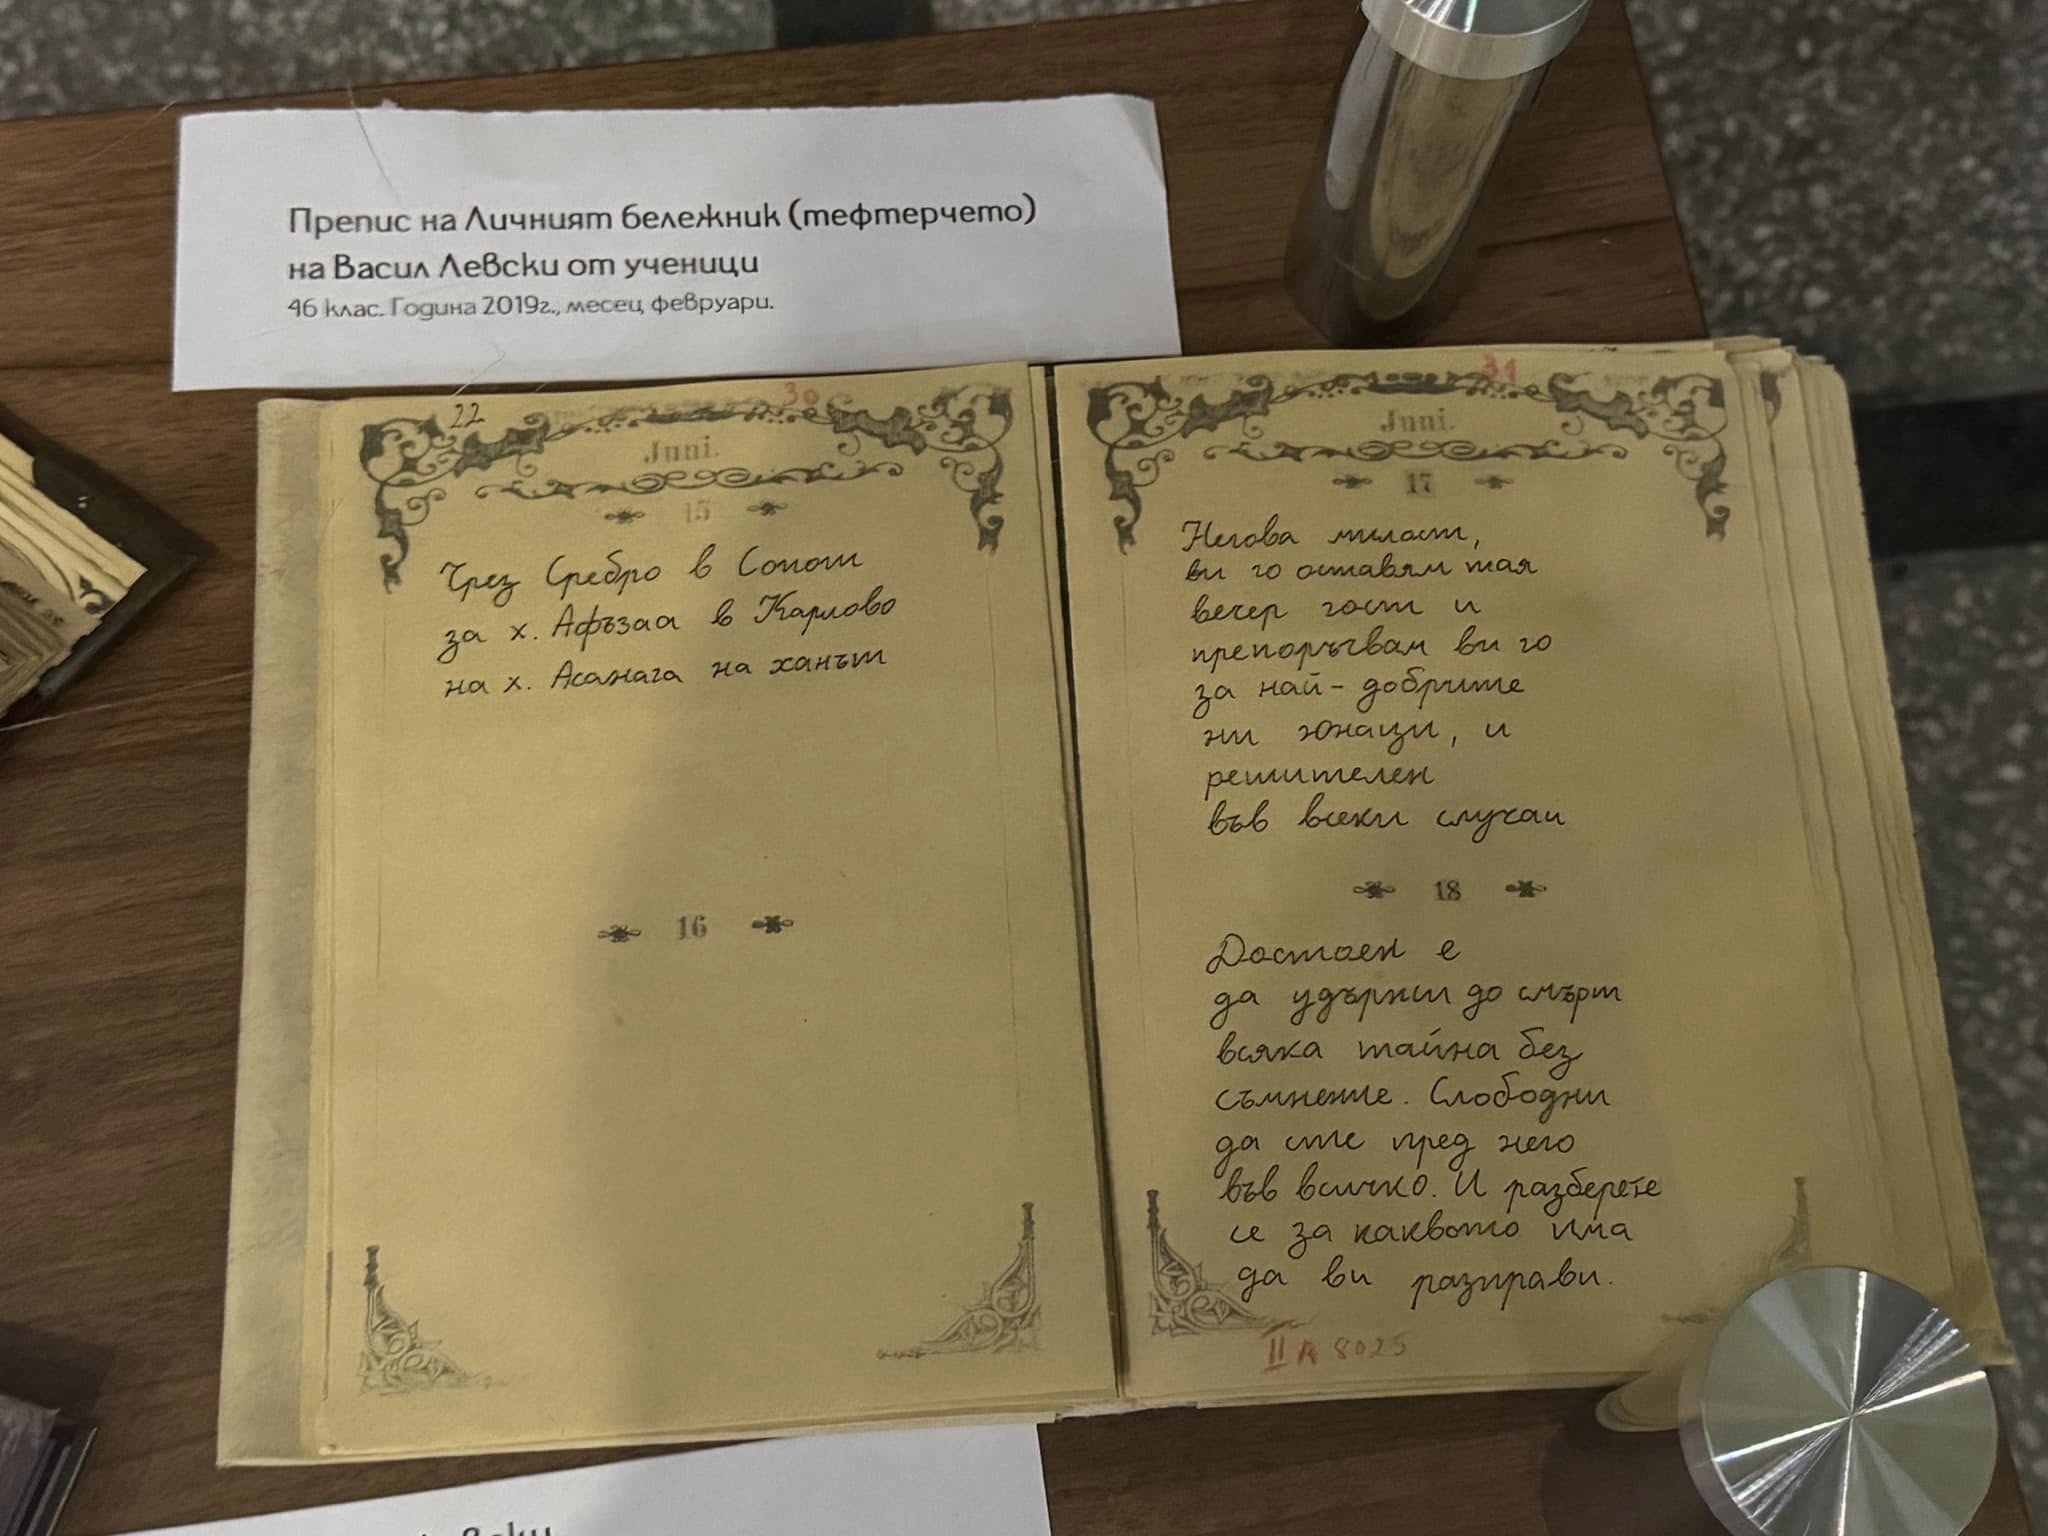 Препис на Личният бележник (тефтерчето)
на Васил Левски от ученици
4б клас. Година 2019г., месец февруари.
22
30
Juni.
15
Чрез Сребро в Сопот
за х. Афъзаа в Карлово
на х. Асанага на ханът
16
31
Juni.
17
Негова милост,
ви го оставям тая
вечер гост и
препоръчвам ви го
за най-добрите
ни юнаци, и
решителен
във всеки случаи
18
Достоен е
да удържи до смърт
всяка тайна без
съмнение. Слободни
да сте пред него
във всичко. И разберете
се за каквото има
да ви разправи.
II A 8025